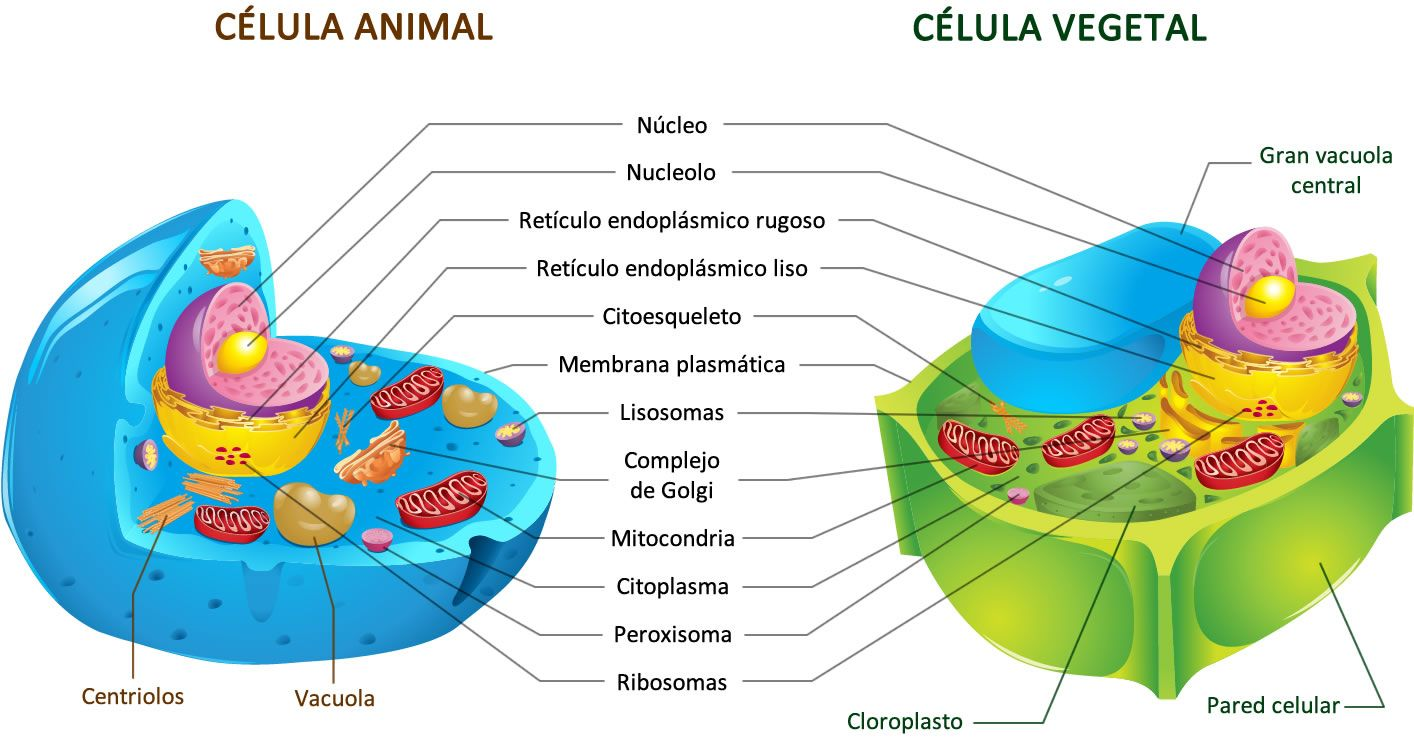 CÉLULA ANIMAL
CÉLULA VEGETAL
Núcleo
Nucleolo
Retículo endoplásmico rugoso
Retículo endoplásmico liso
Citoesqueleto
Membrana plasmática
Lisosomas
Complejo
de Golgi
Mitocondria
Citoplasma
Peroxisoma
Ribosomas
Gran vacuola
central
Centriolos
Vacuola
Cloroplasto
Pared celular